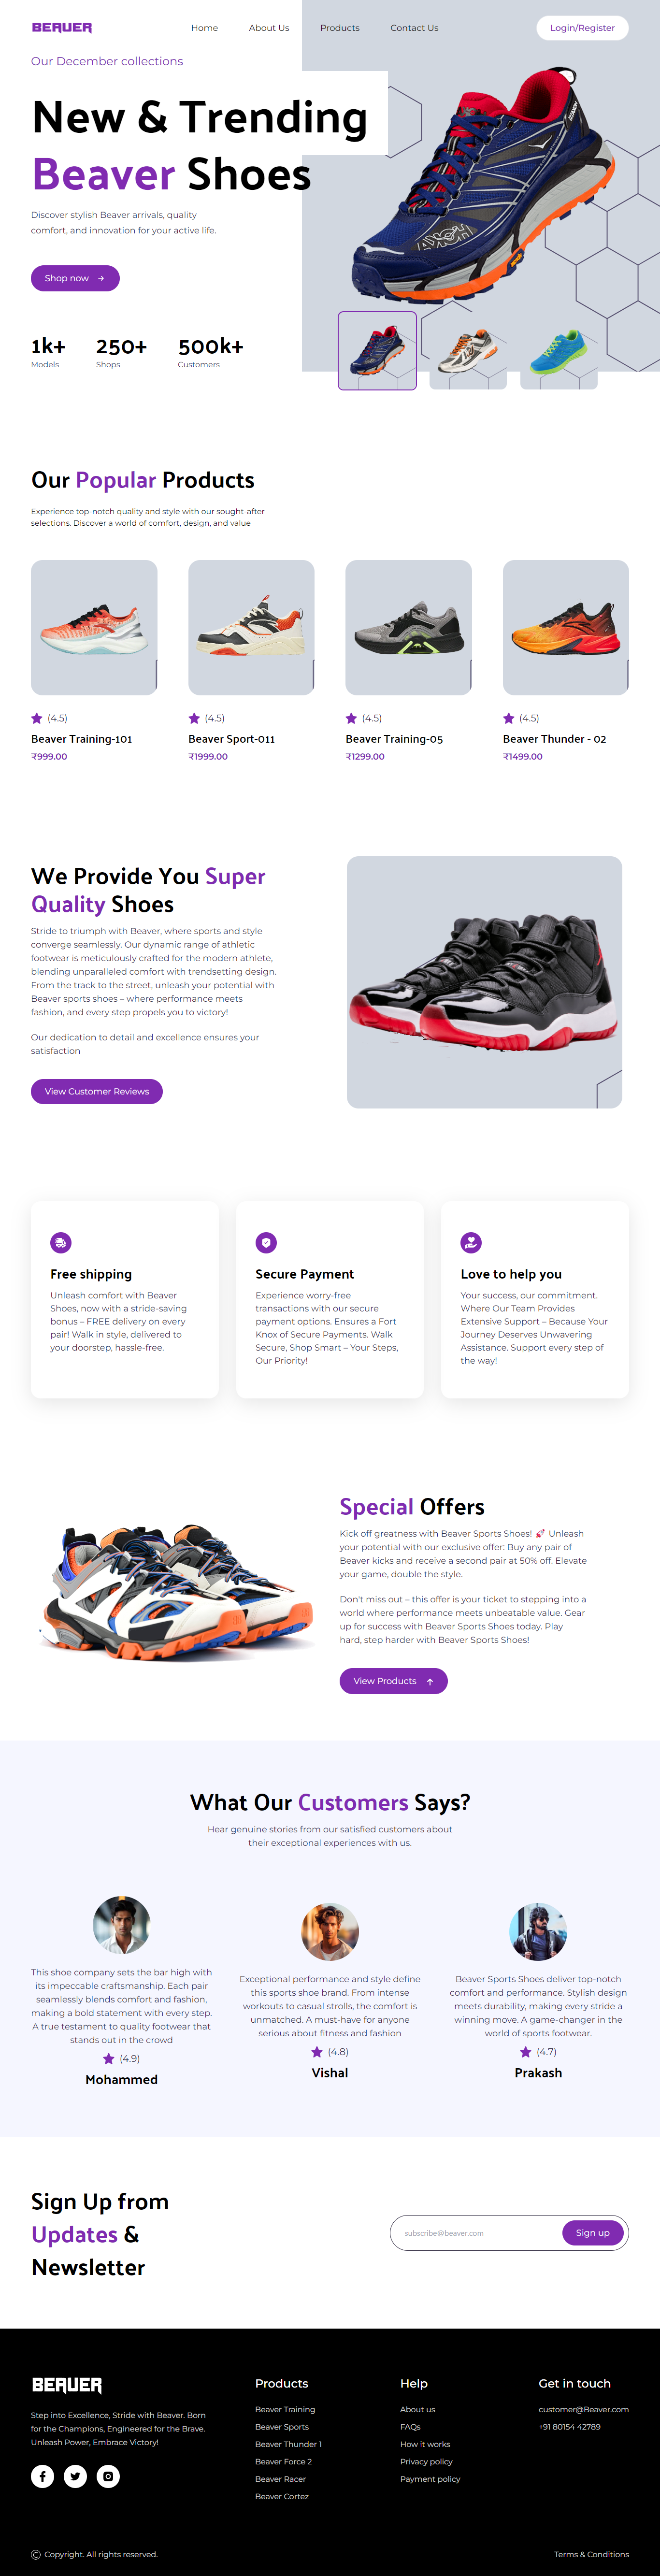 BEAVER
Home
About Us
Products
Contact Us
Login/Register
Our December collections
New & Trending
Beaver Shoes
Discover stylish Beaver arrivals, quality
comfort, and innovation for your active life.
Shop now
1k+
Models
250+
Shops
500k+
Customers
Our Popular Products
Experience top-notch quality and style with our sought-after
selections. Discover a world of comfort, design, and value
(4.5)
Beaver Training-101
₹999.00
(4.5)
Beaver Sport-011
₹1999.00
(4.5)
Beaver Training-05
₹1299.00
(4.5)
Beaver Thunder - 02
₹1499.00
We Provide You Super
Quality Shoes
Stride to triumph with Beaver, where sports and style
converge seamlessly. Our dynamic range of athletic
footwear is meticulously crafted for the modern athlete,
blending unparalleled comfort with trendsetting design.
From the track to the street, unleash your potential with
Beaver sports shoes – where performance meets
fashion, and every step propels you to victory!
Our dedication to detail and excellence ensures your
satisfaction
View Customer Reviews
Free shipping
Unleash comfort with Beaver
Shoes, now with a stride-saving
bonus – FREE delivery on every
pair! Walk in style, delivered to
your doorstep, hassle-free.
Secure Payment
Experience worry-free
transactions with our secure
payment options. Ensures a Fort
Knox of Secure Payments. Walk
Secure, Shop Smart – Your Steps,
Our Priority!
Love to help you
Your success, our commitment.
Where Our Team Provides
Extensive Support – Because Your
Journey Deserves Unwavering
Assistance. Support every step of
the way!
Special Offers
Kick off greatness with Beaver Sports Shoes! 🚀 Unleash
your potential with our exclusive offer: Buy any pair of
Beaver kicks and receive a second pair at 50% off. Elevate
your game, double the style.
Don't miss out – this offer is your ticket to stepping into a
world where performance meets unbeatable value. Gear
up for success with Beaver Sports Shoes today. Play
hard, step harder with Beaver Sports Shoes!
View Products
What Our Customers Says?
Hear genuine stories from our satisfied customers about
their exceptional experiences with us.
This shoe company sets the bar high with
its impeccable craftsmanship. Each pair
seamlessly blends comfort and fashion,
making a bold statement with every step.
A true testament to quality footwear that
stands out in the crowd
(4.9)
Mohammed
Exceptional performance and style define
this sports shoe brand. From intense
workouts to casual strolls, the comfort is
unmatched. A must-have for anyone
serious about fitness and fashion
(4.8)
Vishal
Beaver Sports Shoes deliver top-notch
comfort and performance. Stylish design
meets durability, making every stride a
winning move. A game-changer in the
world of sports footwear.
(4.7)
Prakash
Sign Up from
Updates &
Newsletter
subscribe@beaver.com
Sign up
BEAVER
Step into Excellence, Stride with Beaver. Born
for the Champions, Engineered for the Brave.
Unleash Power, Embrace Victory!
Products
Beaver Training
Beaver Sports
Beaver Thunder 1
Beaver Force 2
Beaver Racer
Beaver Cortez
Help
About us
FAQs
How it works
Privacy policy
Payment policy
Get in touch
customer@Beaver.com
+91 80154 42789
© Copyright. All rights reserved.
Terms & Conditions